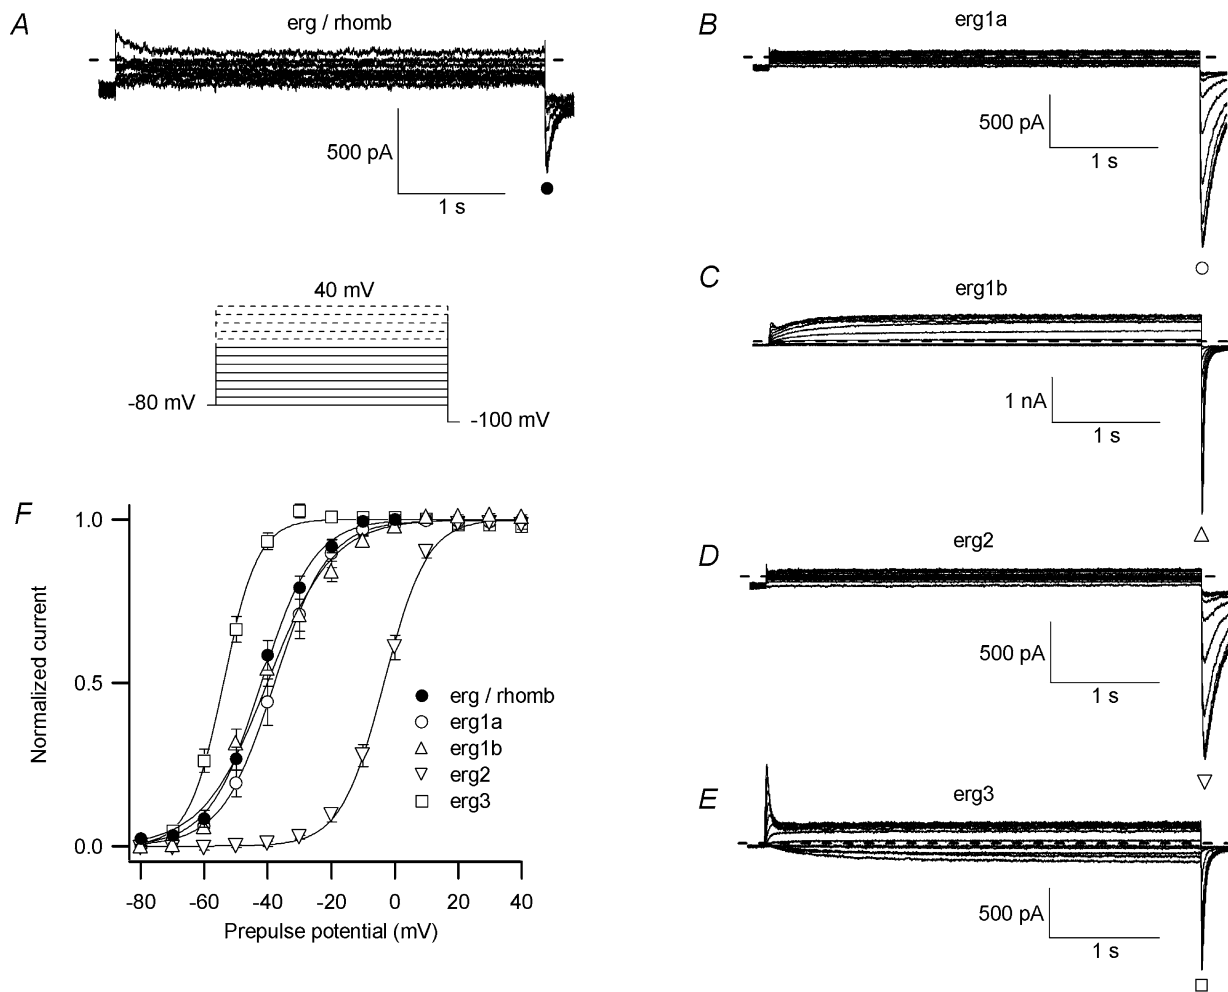 A
erg / rhomb
500 pA
1 s
40 mV
-80 mV
-100 mV
B
erg1a
500 pA
1 s
C
erg1b
1 nA
1 s
D
erg2
500 pA
1 s
E
erg3
500 pA
1 s
F
Normalized current
1.0
0.5
0.0
erg / rhomb
erg1a
erg1b
erg2
erg3
-80 -60 -40 -20 0 20 40
Prepulse potential (mV)